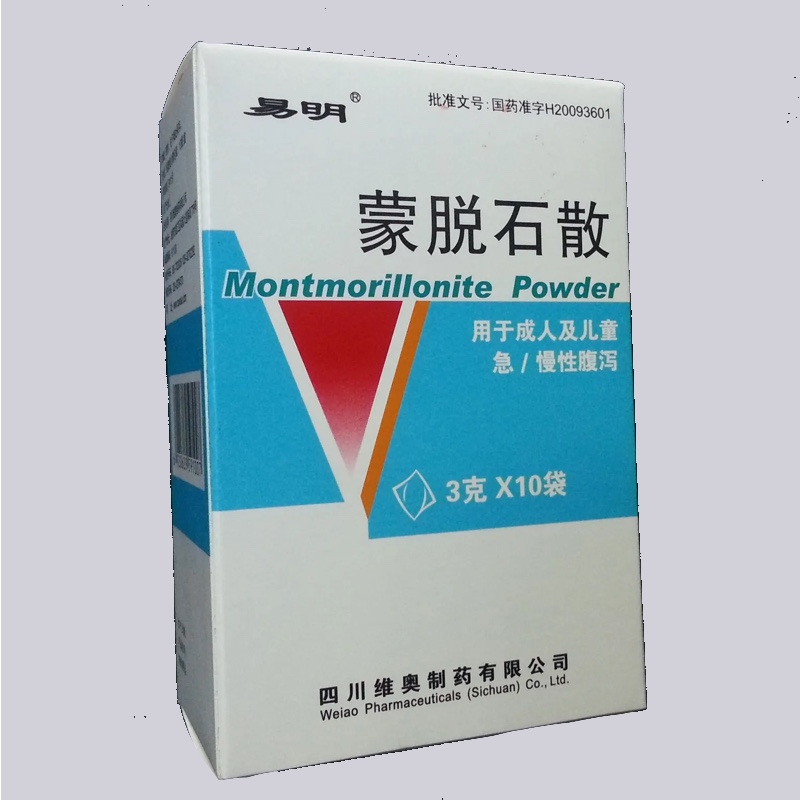 易明®
批准文号:国药准字H20093601
蒙脱石散
Montmorillonite Powder
用于成人及儿童
急 / 慢性腹泻
3克 X10袋
四川维奥制药有限公司
Weiao Pharmaceuticals (Sichuan) Co., Ltd.